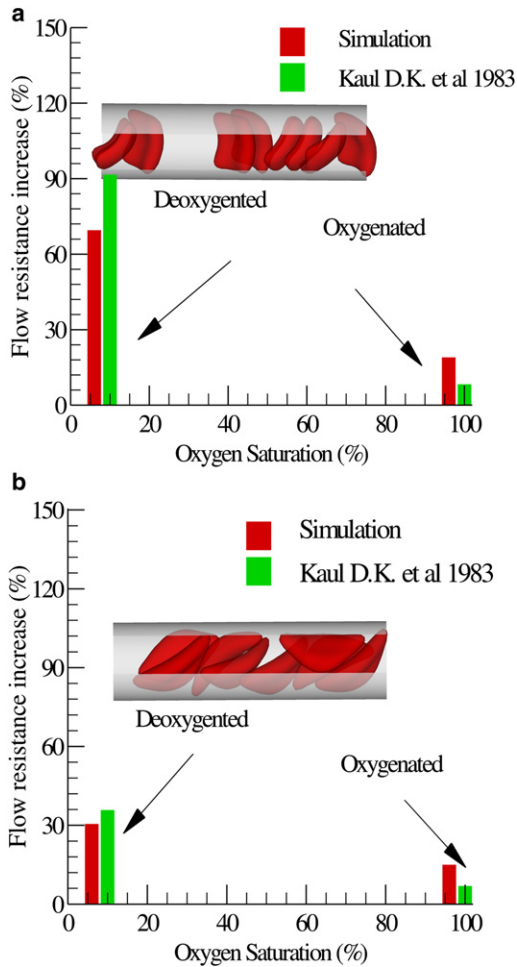 a
150
120
90
60
30
0
Flow resistance increase (%)
Simulation
Kaul D.K. et al 1983
Deoxygented
Oxygenated
20
40
60
80
100
Oxygen Saturation (%)
b
150
120
90
60
30
0
Flow resistance increase (%)
Simulation
Kaul D.K. et al 1983
Deoxygented
Oxygenated
0
20
40
60
80
100
Oxygen Saturation (%)